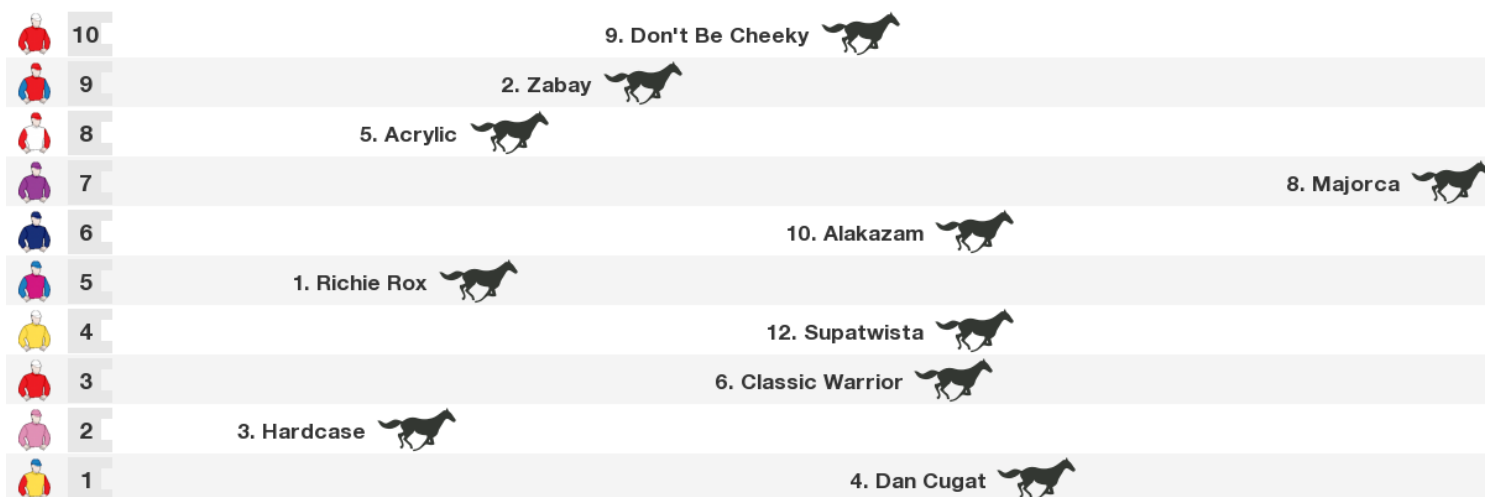 10 9. Don't Be Cheeky
9 2. Zabay
8 5. Acrylic
7 8. Majorca
6 10. Alakazam
5 1. Richie Rox
4 12. Supatwista
3 6. Classic Warrior
2 3. Hardcase
1 4. Dan Cugat